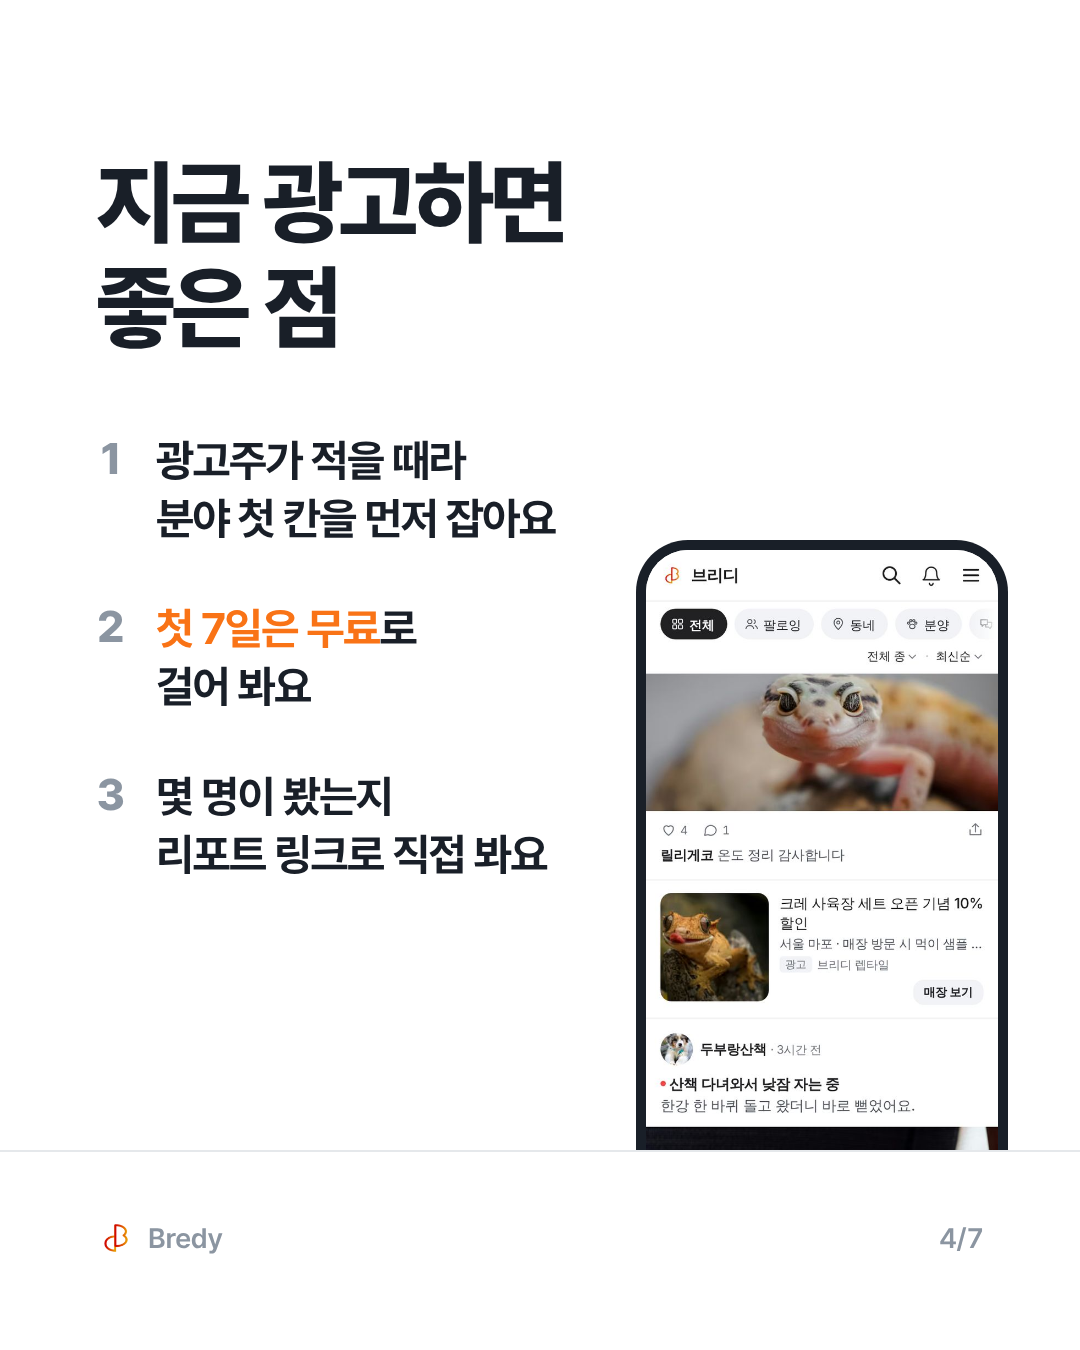 지금 광고하면
좋은 점
1 광고주가 적을 때라
분야 첫 칸을 먼저 잡아요
2 첫 7일은 무료로
걸어 봐요
3 몇 명이 봤는지
리포트 링크로 직접 봐요
브리디
전체 팔로잉 동네 분양
전체 종 · 최신순
4 1
릴리게코 온도 정리 감사합니다
크레 사육장 세트 오픈 기념 10%
할인
서울 마포 · 매장 방문 시 먹이 샘플 ...
광고 브리디 렙타일
매장 보기
두부랑산책 · 3시간 전
산책 다녀와서 낮잠 자는 중
한강 한 바퀴 돌고 왔더니 바로 뻗었어요.
Bredy
4/7